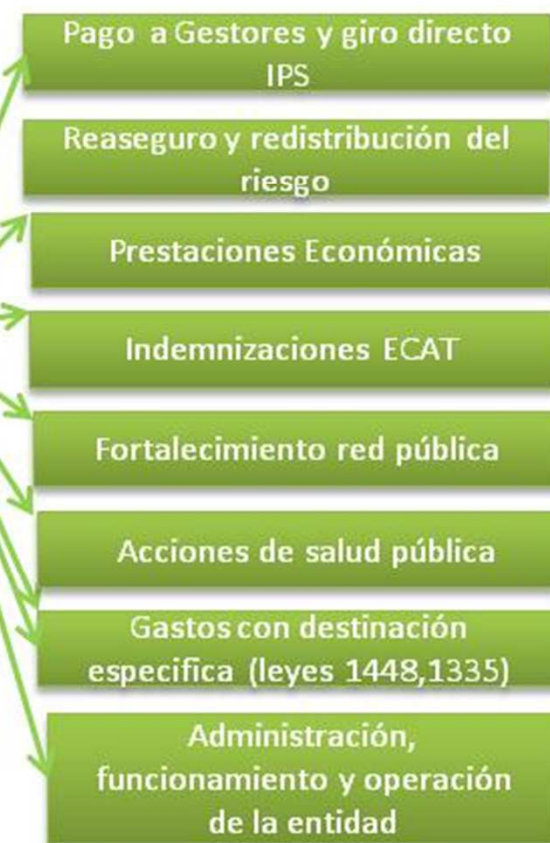 Pago a Gestores y giro directo
IPS
Reaseguro y redistribución del
riesgo
Prestaciones Económicas
Indemnizaciones ECAT
Fortalecimiento red pública
Acciones de salud pública
Gastos con destinación
especifica (leyes 1448,1335)
Administración,
funcionamiento y operación
de la entidad